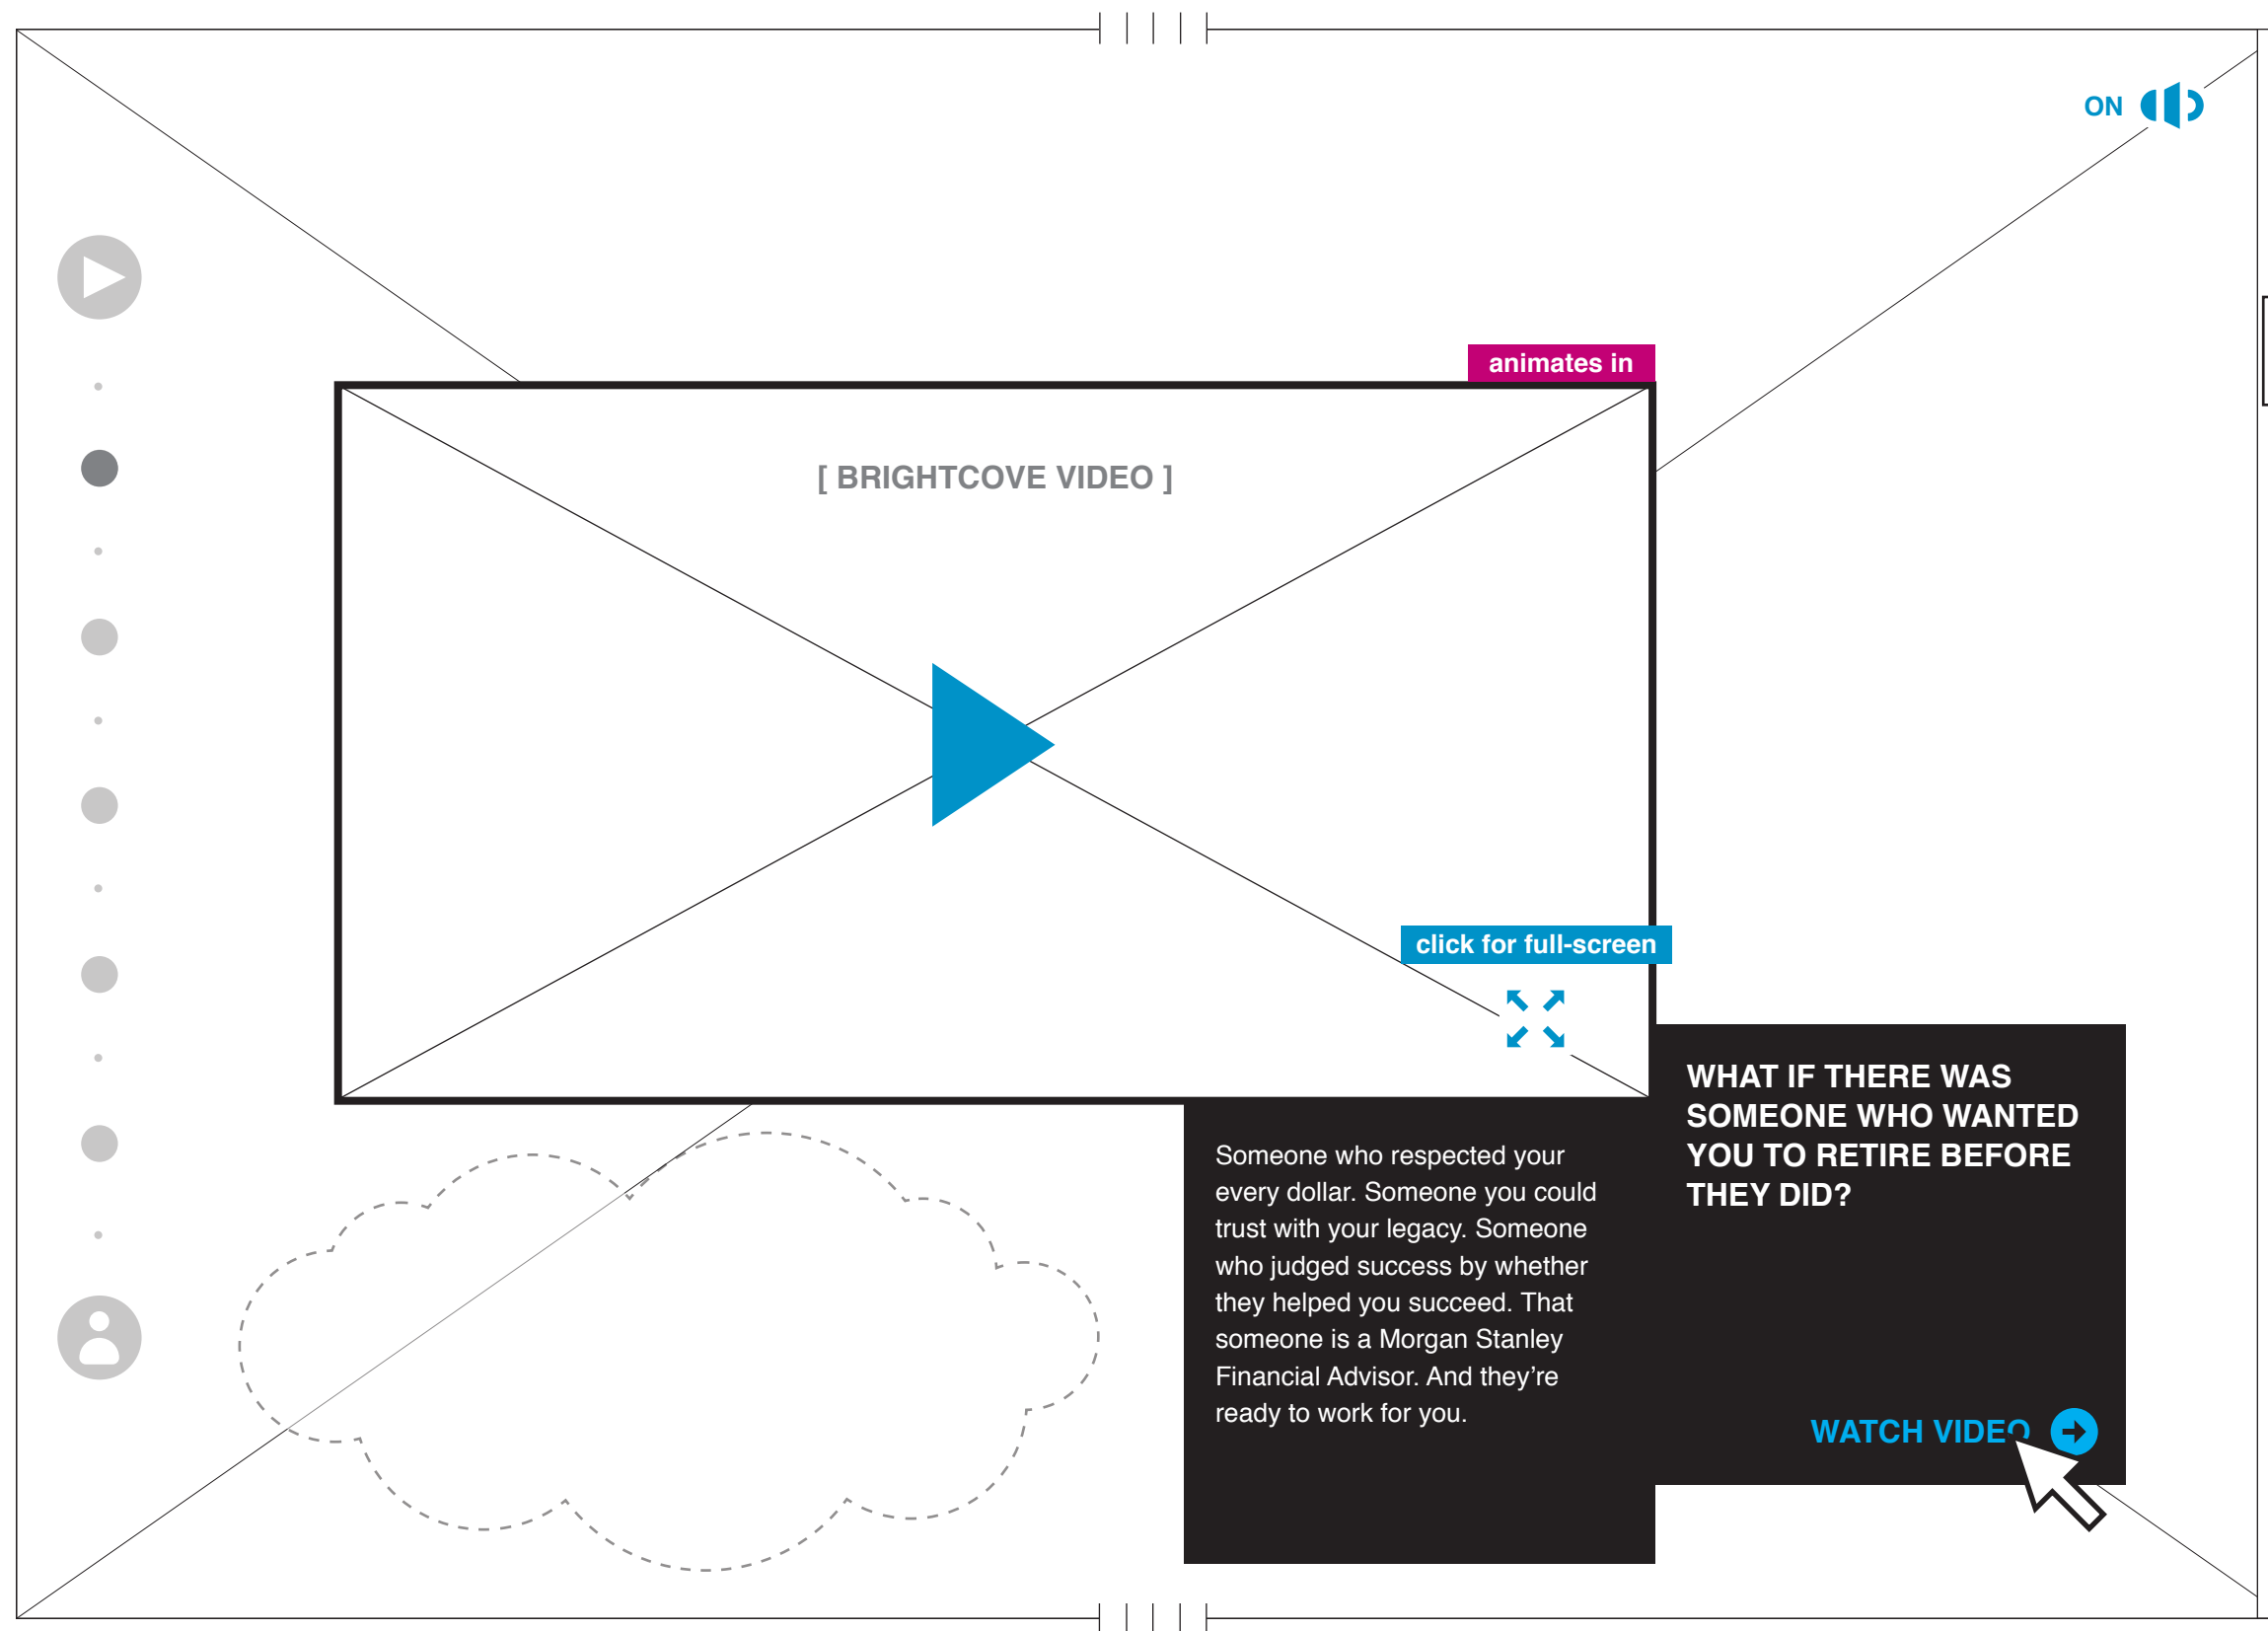 ON
animates in
[ BRIGHTCOVE VIDEO ]
click for full-screen
WHAT IF THERE WAS
SOMEONE WHO WANTED
YOU TO RETIRE BEFORE
THEY DID?
Someone who respected your
every dollar. Someone you could
trust with your legacy. Someone
who judged success by whether
they helped you succeed. That
someone is a Morgan Stanley
Financial Advisor. And they’re
ready to work for you.
WATCH VIDEO